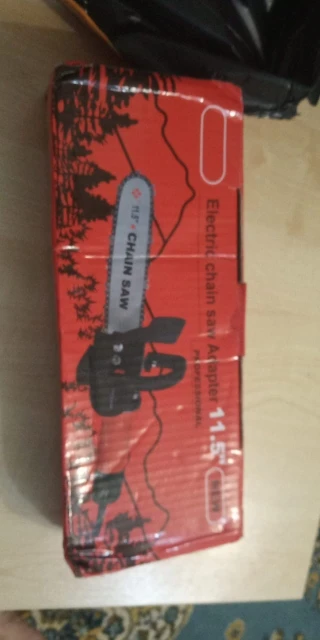 Electric chain saw Adapter 11.5"
PROFESSIONAL
11.5" CHAIN SAW